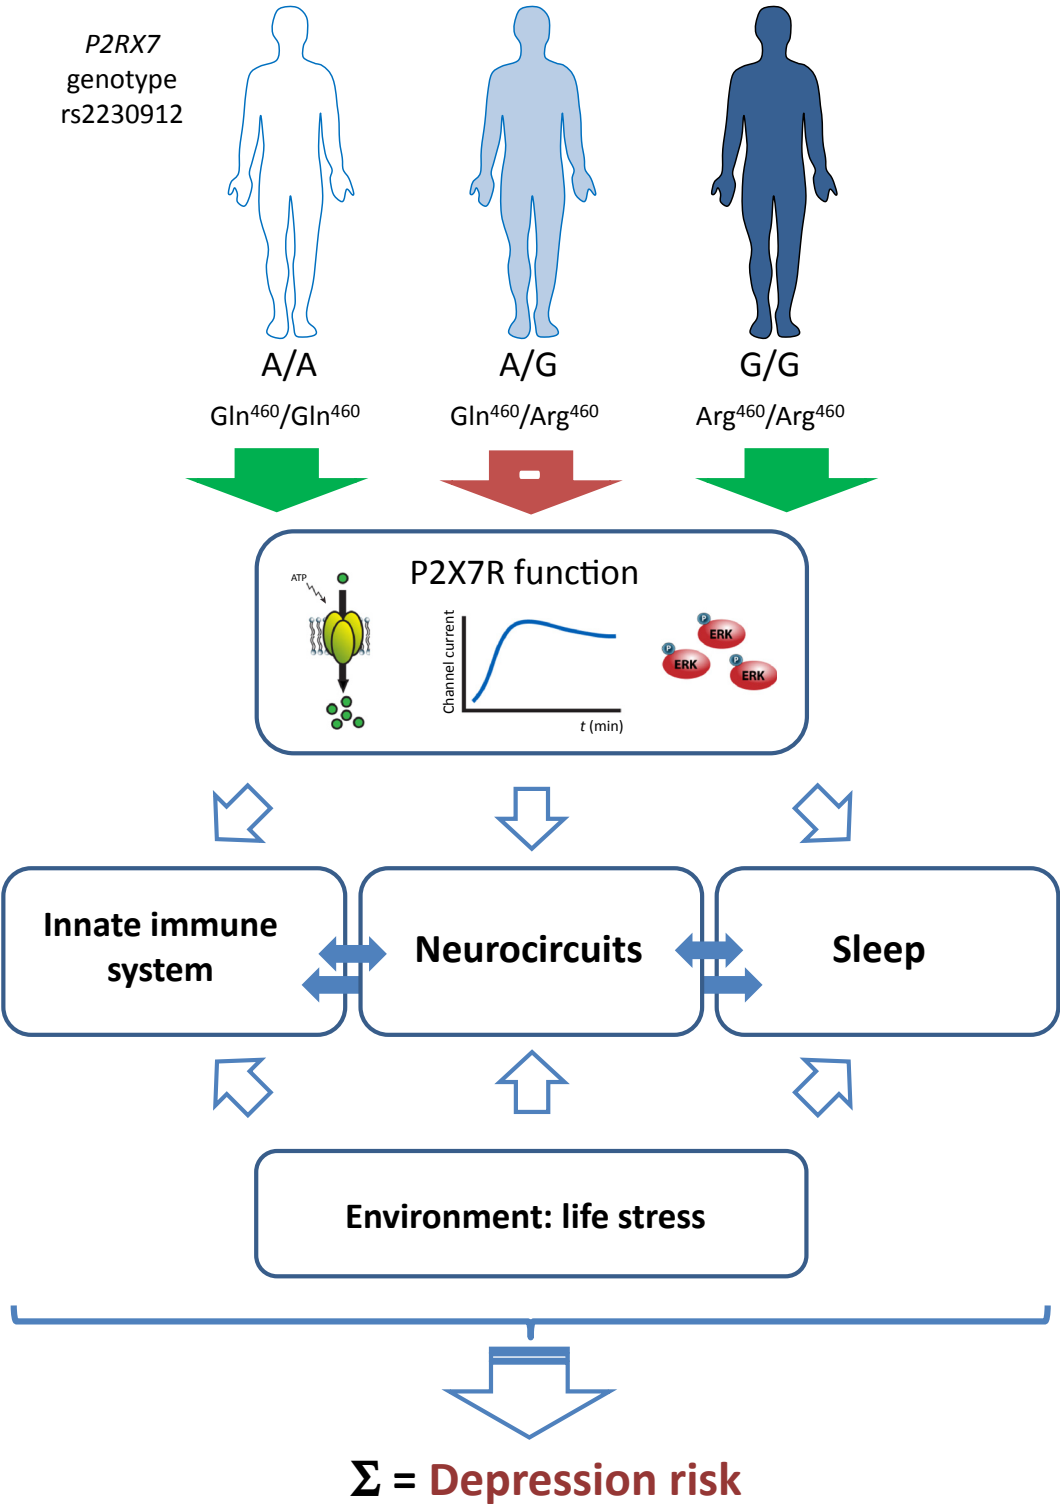 P2RX7
genotype
rs2230912
A/A
A/G
G/G
Gln460/Gln460
Gln460/Arg460
Arg460/Arg460
-
P2X7R function
ATP
Channel current
t (min)
P
ERK
P
ERK
P
ERK
Innate immune
system
Neurocircuits
Sleep
Environment: life stress
Σ = Depression risk